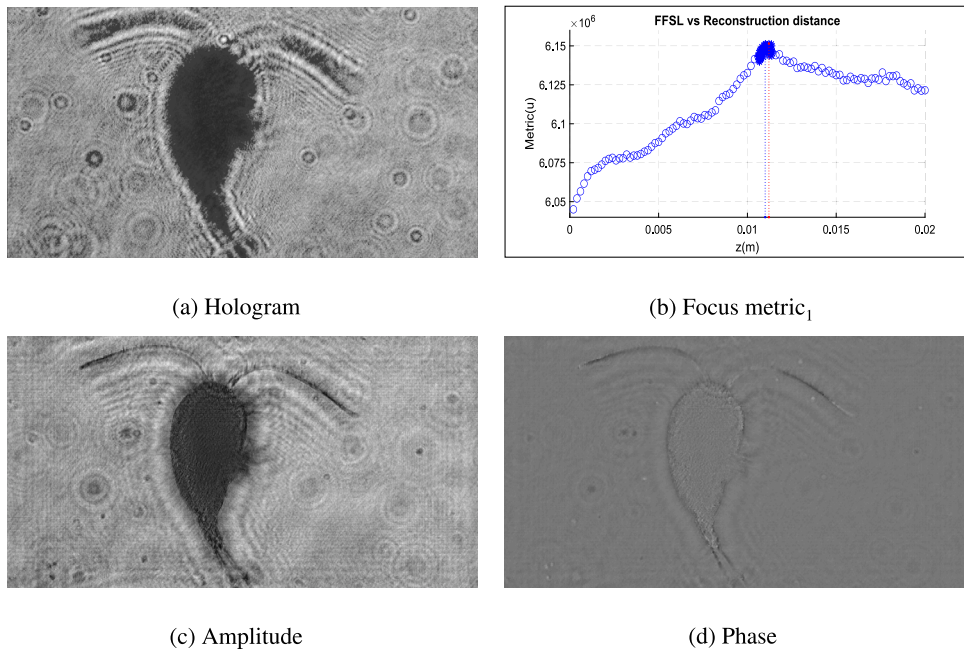 FFSL vs Reconstruction distance
×10⁶
6.15
6.125
6.1
6.075
6.05
Metric(u)
0 0.005 0.01 0.015 0.02
z(m)
(a) Hologram (b) Focus metric₁
(c) Amplitude (d) Phase